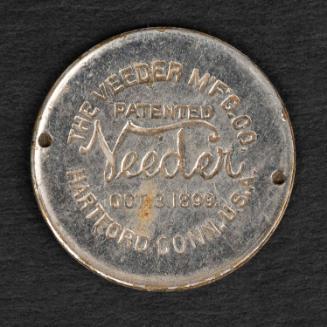 THE VEEDER MFG. CO.
PATENTED
Veeder
OCT. 3, 1899.
HARTFORD CONN. U.S.A.